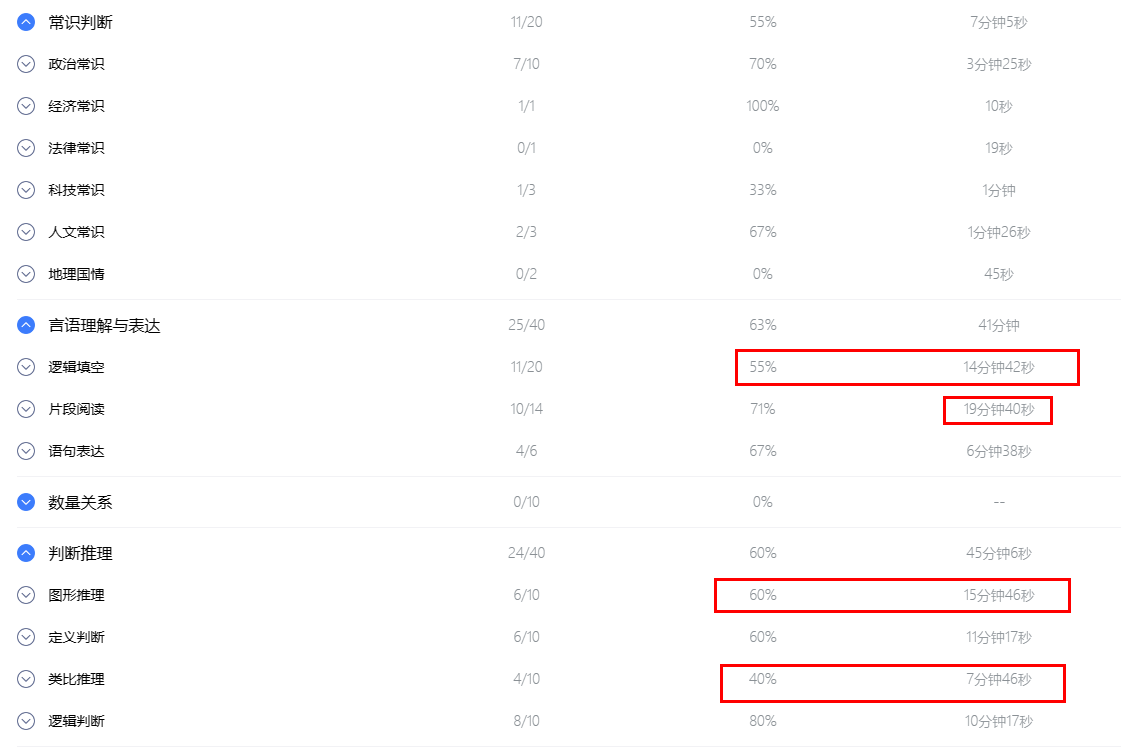 常识判断 11/20 55% 7分钟5秒
政治常识 7/10 70% 3分钟25秒
经济常识 1/1 100% 10秒
法律常识 0/1 0% 19秒
科技常识 1/3 33% 1分钟
人文常识 2/3 67% 1分钟26秒
地理国情 0/2 0% 45秒
言语理解与表达 25/40 63% 41分钟
逻辑填空 11/20 55% 14分钟42秒
片段阅读 10/14 71% 19分钟40秒
语句表达 4/6 67% 6分钟38秒
数量关系 0/10 0% --
判断推理 24/40 60% 45分钟6秒
图形推理 6/10 60% 15分钟46秒
定义判断 6/10 60% 11分钟17秒
类比推理 4/10 40% 7分钟46秒
逻辑判断 8/10 80% 10分钟17秒